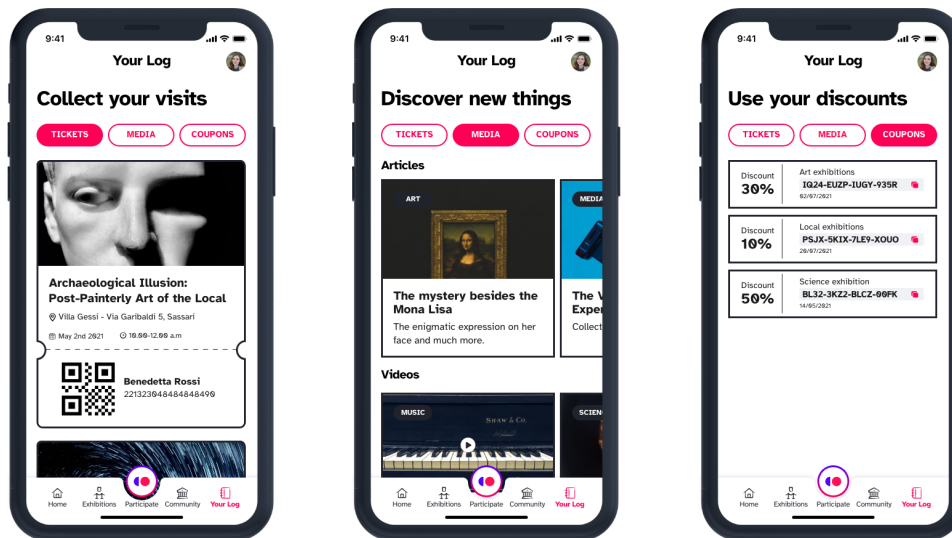 9:41
Your Log
Collect your visits
TICKETS
MEDIA
COUPONS
Archaeological Illusion:
Post-Painterly Art of the Local
Villa Gessi - Via Garibaldi 5, Sassari
May 2nd 2021
10.00-12.00 a.m
Benedetta Rossi
221323048484848490
Home
Exhibitions
Participate
Community
Your Log
9:41
Your Log
Discover new things
TICKETS
MEDIA
COUPONS
Articles
ART
MEDIA
The mystery besides the
Mona Lisa
The enigmatic expression on her
face and much more.
The V
Exper
Collect
Videos
MUSIC
SHAW & Co.
SCIEN
Home
Exhibitions
Participate
Community
Your Log
9:41
Your Log
Use your discounts
TICKETS
MEDIA
COUPONS
Discount
30%
Art exhibitions
IQ24-EUZP-IUGY-935R
02/07/2021
Discount
10%
Local exhibitions
PSJX-5KIX-7LE9-XOUO
20/07/2021
Discount
50%
Science exhibition
BL32-3KZ2-BLCZ-00FK
14/05/2021
Home
Exhibitions
Participate
Community
Your Log